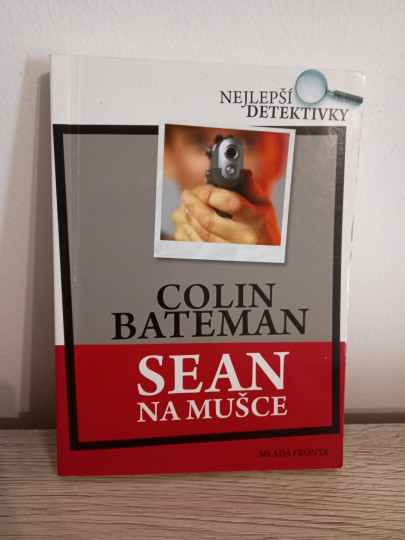 NEJLEPŠÍ
DETEKTIVKY
COLIN
BATEMAN
SEAN
NA MUŠCE
MLADÁ FRONTA